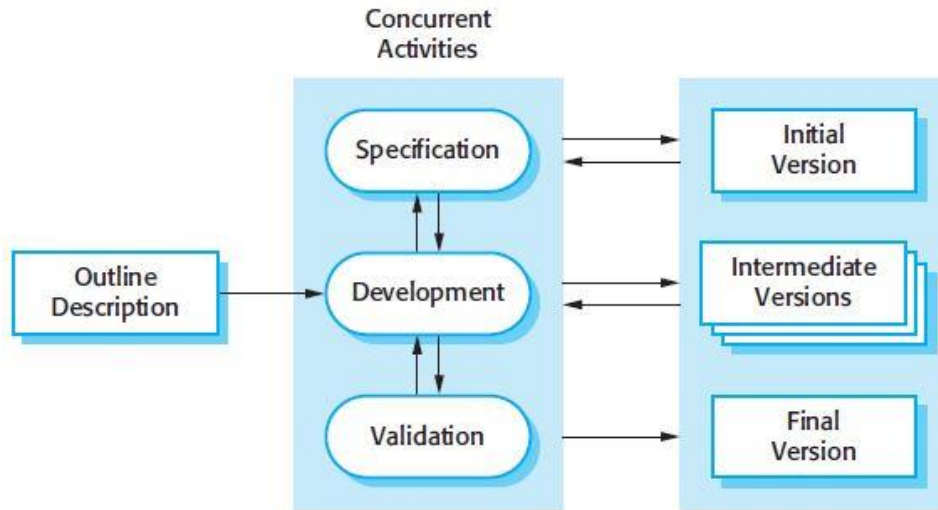 Concurrent
Activities
Specification
Initial
Version
Outline
Description
Development
Intermediate
Versions
Validation
Final
Version